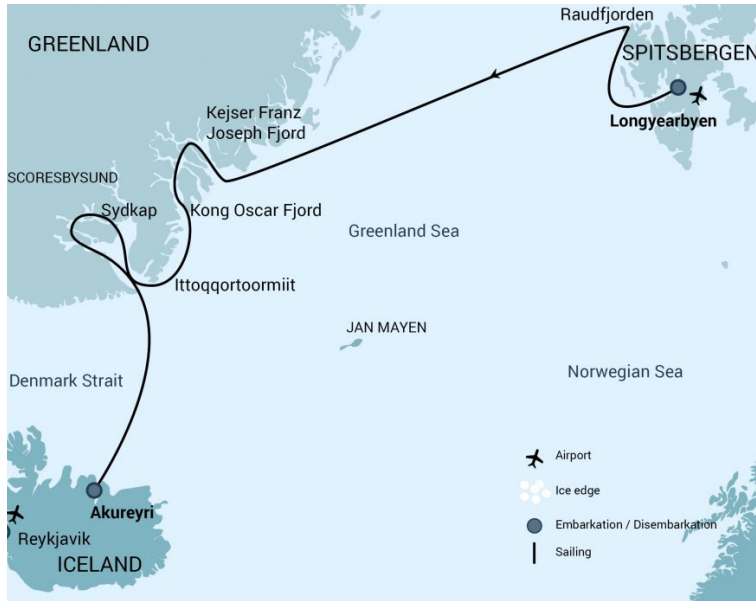 Raudfjorden
GREENLAND
SPITSBERGEN
Kejser Franz
Joseph Fjord
Longyearbyen
SCORESBYSUND
Sydkap
Kong Oscar Fjord
Greenland Sea
Ittoqqortoormiit
JAN MAYEN
Denmark Strait
Norwegian Sea
Airport
Ice edge
Akureyri
Embarkation / Disembarkation
Reykjavik
Sailing
ICELAND